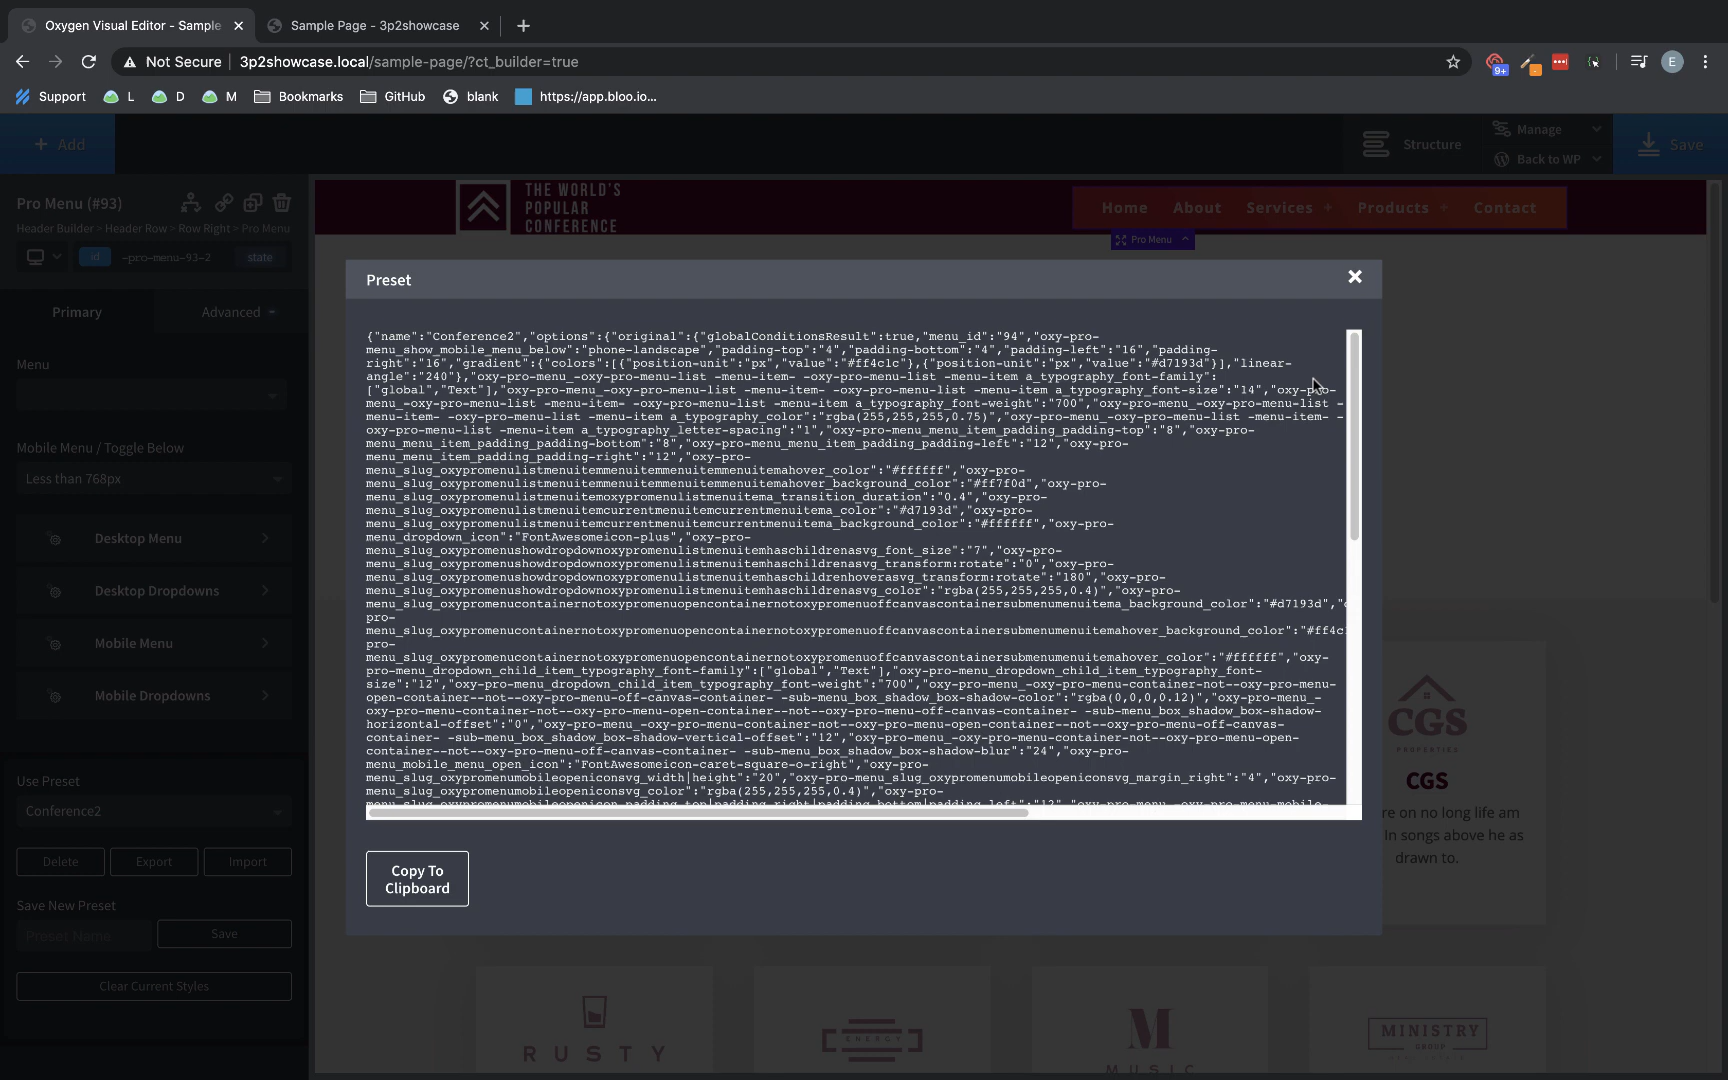 Oxygen Visual Editor - Sample
Sample Page - 3p2showcase
Not Secure
3p2showcase.local/sample-page/?ct_builder=true
9+
E
Support
L
D
M
Bookmarks
GitHub
blank
https://app.bloo.io...
+ Add
Structure
Manage
Back to WP
Save
Pro Menu (#93)
Header Builder > Header Row > Row Right > Pro Menu
id
-pro-menu-93-2
state
Primary
Advanced
Menu
Mobile Menu / Toggle Below
Less than 768px
Desktop Menu
Desktop Dropdowns
Mobile Menu
Mobile Dropdowns
Use Preset
Conference2
Delete
Export
Import
Save New Preset
Preset Name
Save
Clear Current Styles
THE WORLD'S
POPULAR
CONFERENCE
Home
About
Services +
Products +
Contact
Pro Menu
Preset
{"name":"Conference2","options":{"original":{"globalConditionsResult":true,"menu_id":"94","oxy-pro-
menu_show_mobile_menu_below":"phone-landscape","padding-top":"4","padding-bottom":"4","padding-left":"16","padding-
right":"16","gradient":{"colors":[{"position-unit":"px","value":"#ff4c1c"},{"position-unit":"px","value":"#d7193d"}],"linear-
angle":"240"},"oxy-pro-menu_-oxy-pro-menu-list -menu-item- -oxy-pro-menu-list -menu-item a_typography_font-family":
["global","Text"],"oxy-pro-menu_-oxy-pro-menu-list -menu-item- -oxy-pro-menu-list -menu-item a_typography_font-size":"14","oxy-pro-
menu_-oxy-pro-menu-list -menu-item- -oxy-pro-menu-list -menu-item a_typography_font-weight":"700","oxy-pro-menu_-oxy-pro-menu-list -
menu-item- -oxy-pro-menu-list -menu-item a_typography_color":"rgba(255,255,255,0.75)","oxy-pro-menu_-oxy-pro-menu-list -menu-item- -
oxy-pro-menu-list -menu-item a_typography_letter-spacing":"1","oxy-pro-menu_menu_item_padding_padding-top":"8","oxy-pro-
menu_menu_item_padding_padding-bottom":"8","oxy-pro-menu_menu_item_padding_padding-left":"12","oxy-pro-
menu_menu_item_padding_padding-right":"12","oxy-pro-
menu_slug_oxypromenulistmenuitemmenuitemmenuitemmenuitemahover_color":"#ffffff","oxy-pro-
menu_slug_oxypromenulistmenuitemmenuitemmenuitemmenuitemahover_background_color":"#ff7f0d","oxy-pro-
menu_slug_oxypromenulistmenuitemoxypromenulistmenuitema_transition_duration":"0.4","oxy-pro-
menu_slug_oxypromenulistmenuitemcurrentmenuitemcurrentmenuitema_color":"#d7193d","oxy-pro-
menu_slug_oxypromenulistmenuitemcurrentmenuitemcurrentmenuitema_background_color":"#ffffff","oxy-pro-
menu_dropdown_icon":"FontAwesomeicon-plus","oxy-pro-
menu_slug_oxypromenushowdropdownoxypromenulistmenuitemhaschildrenasvg_font_size":"7","oxy-pro-
menu_slug_oxypromenushowdropdownoxypromenulistmenuitemhaschildrenasvg_transform:rotate":"0","oxy-pro-
menu_slug_oxypromenushowdropdownoxypromenulistmenuitemhaschildrenhoverasvg_transform:rotate":"180","oxy-pro-
menu_slug_oxypromenushowdropdownoxypromenulistmenuitemhaschildrenasvg_color":"rgba(255,255,255,0.4)","oxy-pro-
menu_slug_oxypromenucontainernotoxypromenuopencontainernotoxypromenuoffcanvascontainersubmenumenuitema_background_color":"#d7193d","
pro-
menu_slug_oxypromenucontainernotoxypromenuopencontainernotoxypromenuoffcanvascontainersubmenumenuitemahover_background_color":"#ff4c
pro-
menu_slug_oxypromenucontainernotoxypromenuopencontainernotoxypromenuoffcanvascontainersubmenumenuitemahover_color":"#ffffff","oxy-
pro-menu_dropdown_child_item_typography_font-family":["global","Text"],"oxy-pro-menu_dropdown_child_item_typography_font-
size":"12","oxy-pro-menu_dropdown_child_item_typography_font-weight":"700","oxy-pro-menu_-oxy-pro-menu-container-not--oxy-pro-menu-
open-container--not--oxy-pro-menu-off-canvas-container- -sub-menu_box_shadow_box-shadow-color":"rgba(0,0,0,0.12)","oxy-pro-menu_-
oxy-pro-menu-container-not--oxy-pro-menu-open-container--not--oxy-pro-menu-off-canvas-container- -sub-menu_box_shadow_box-shadow-
horizontal-offset":"0","oxy-pro-menu_-oxy-pro-menu-container-not--oxy-pro-menu-open-container--not--oxy-pro-menu-off-canvas-
container- -sub-menu_box_shadow_box-shadow-vertical-offset":"12","oxy-pro-menu_-oxy-pro-menu-container-not--oxy-pro-menu-open-
container--not--oxy-pro-menu-off-canvas-container- -sub-menu_box_shadow_box-shadow-blur":"24","oxy-pro-
menu_mobile_menu_open_icon":"FontAwesomeicon-caret-square-o-right","oxy-pro-
menu_slug_oxypromenumobileopeniconsvg_width|height":"20","oxy-pro-menu_slug_oxypromenumobileopeniconsvg_margin_right":"4","oxy-pro-
menu_slug_oxypromenumobileopeniconsvg_color":"rgba(255,255,255,0.4)","oxy-pro-
menu_slug_oxypromenumobileopenicon_padding_top|padding_right|padding_bottom|padding_left":"12","oxy-pro-menu_-oxy-pro-menu-mobile-
Copy To
Clipboard
CGS
PROPERTIES
CGS
re on no long life am
In songs above he as
drawn to.
RUSTY
ENERGY
M
MUSIC
MINISTRY
GROUP